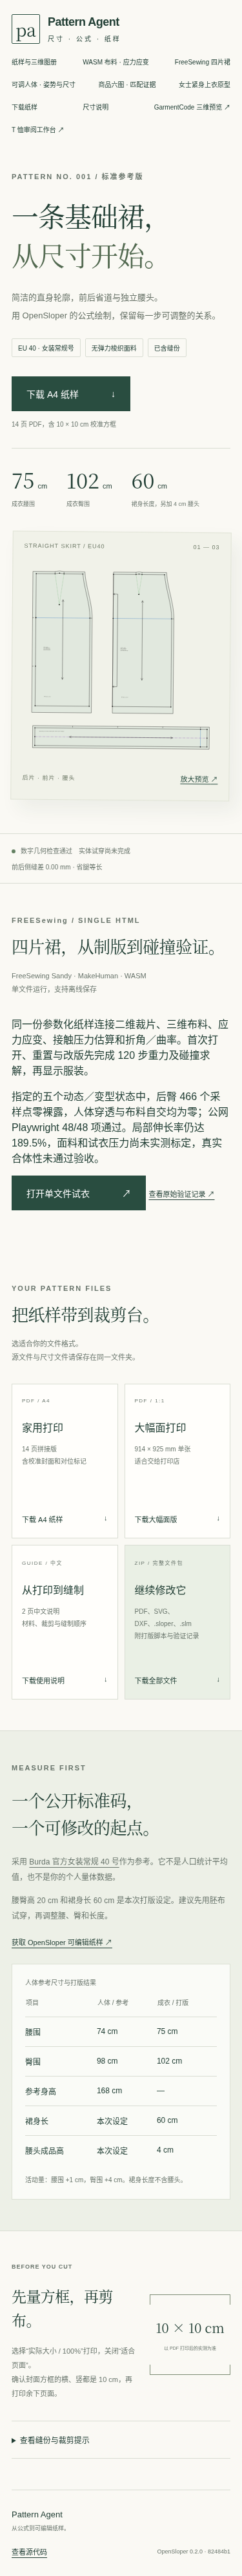 pa
Pattern Agent
尺寸 · 公式 · 纸样
纸样与三维图册
WASM 布料 · 应力应变
FreeSewing 四片裙
可调人体 · 姿势与尺寸
商品六图 · 匹配证据
女士紧身上衣原型
下载纸样
尺寸说明
GarmentCode 三维预览 ↗
T 恤审阅工作台 ↗
PATTERN NO. 001 / 标准参考版
一条基础裙，
从尺寸开始。
简洁的直身轮廓，前后省道与独立腰头。
用 OpenSloper 的公式绘制，保留每一步可调整的关系。
EU 40 · 女装常规号
无弹力梭织面料
已含缝份
下载 A4 纸样 ↓
14 页 PDF，含 10 × 10 cm 校准方框
75 cm
成衣腰围
102 cm
成衣臀围
60 cm
裙身长度，另加 4 cm 腰头
STRAIGHT SKIRT / EU40
01 — 03
后片 · 前片 · 腰头
放大预览 ↗
数字几何检查通过 实体试穿尚未完成
前后侧缝差 0.00 mm · 省腿等长
FREESewing / SINGLE HTML
四片裙，从制版到碰撞验证。
FreeSewing Sandy · MakeHuman · WASM
单文件运行，支持离线保存
同一份参数化纸样连接二维裁片、三维布料、应
力应变、接触压力估算和折角／曲率。首次打
开、重置与改版先完成 120 步重力及碰撞求
解，再显示服装。
指定的五个动态／变型状态中，后臀 466 个采
样点零裸露，人体穿透与布料自交均为零；公网
Playwright 48/48 项通过。局部伸长率仍达
189.5%，面料和试衣压力尚未实测标定，真实
合体性未通过验收。
打开单文件试衣 ↗
查看原始验证记录 ↗
YOUR PATTERN FILES
把纸样带到裁剪台。
选适合你的文件格式。
源文件与尺寸文件请保存在同一文件夹。
PDF / A4
家用打印
14 页拼接版
含校准封面和对位标记
下载 A4 纸样 ↓
PDF / 1:1
大幅面打印
914 × 925 mm 单张
适合交给打印店
下载大幅面版 ↓
GUIDE / 中文
从打印到缝制
2 页中文说明
材料、裁剪与缝制顺序
下载使用说明 ↓
ZIP / 完整文件包
继续修改它
PDF、SVG、
DXF、.sloper、.slm
附打版脚本与验证记录
下载全部文件 ↓
MEASURE FIRST
一个公开标准码，
一个可修改的起点。
采用 Burda 官方女装常规 40 号作为参考。它不是人口统计平均
值，也不是你的个人量体数据。
腰臀高 20 cm 和裙身长 60 cm 是本次打版设定。建议先用胚布
试穿，再调整腰、臀和长度。
获取 OpenSloper 可编辑纸样 ↗
人体参考尺寸与打版结果
项目 人体 / 参考 成衣 / 打版
腰围 74 cm 75 cm
臀围 98 cm 102 cm
参考身高 168 cm —
裙身长 本次设定 60 cm
腰头成品高 本次设定 4 cm
活动量：腰围 +1 cm，臀围 +4 cm。裙身长度不含腰头。
BEFORE YOU CUT
先量方框，再剪
布。
选择“实际大小 / 100%”打印，关闭“适合
页面”。
确认封面方框的横、竖都是 10 cm，再
打印余下页面。
10 × 10 cm
以 PDF 打印后的实测为准
▶ 查看缝份与裁剪提示
Pattern Agent
从公式到可编辑纸样。
查看源代码
OpenSloper 0.2.0 · 82484b1